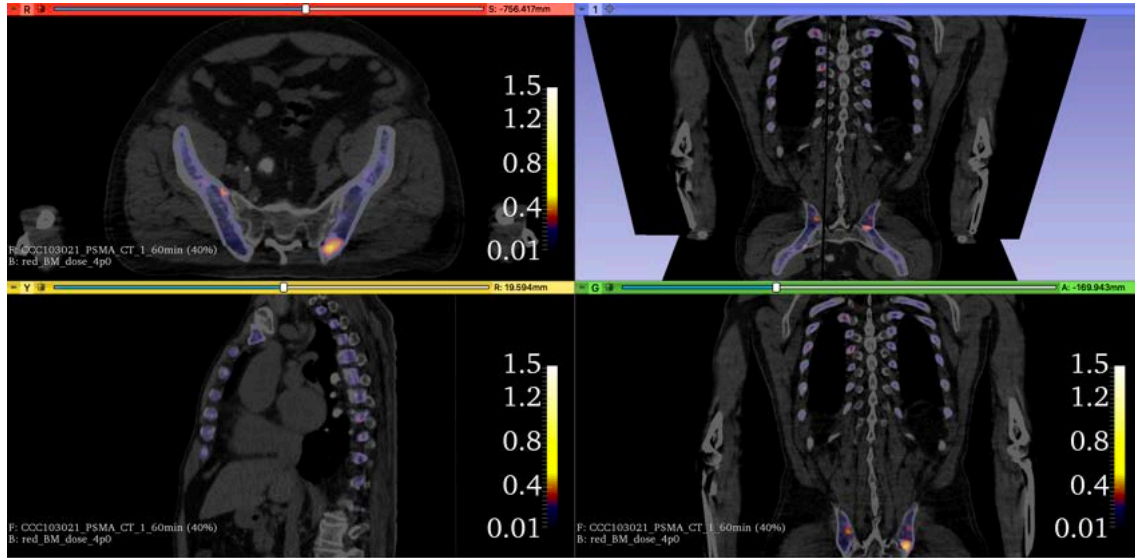 R
S: -756.417mm
1.5
1.2
0.8
0.4
0.01
F: CCC103021_PSMA_CT_1_60min (40%)
B: red_BM_dose_4p0
1
Y
R: 19.594mm
1.5
1.2
0.8
0.4
0.01
F: CCC103021_PSMA_CT_1_60min (40%)
B: red_BM_dose_4p0
G
A: -169.943mm
1.5
1.2
0.8
0.4
0.01
F: CCC103021_PSMA_CT_1_60min (40%)
B: red_BM_dose_4p0